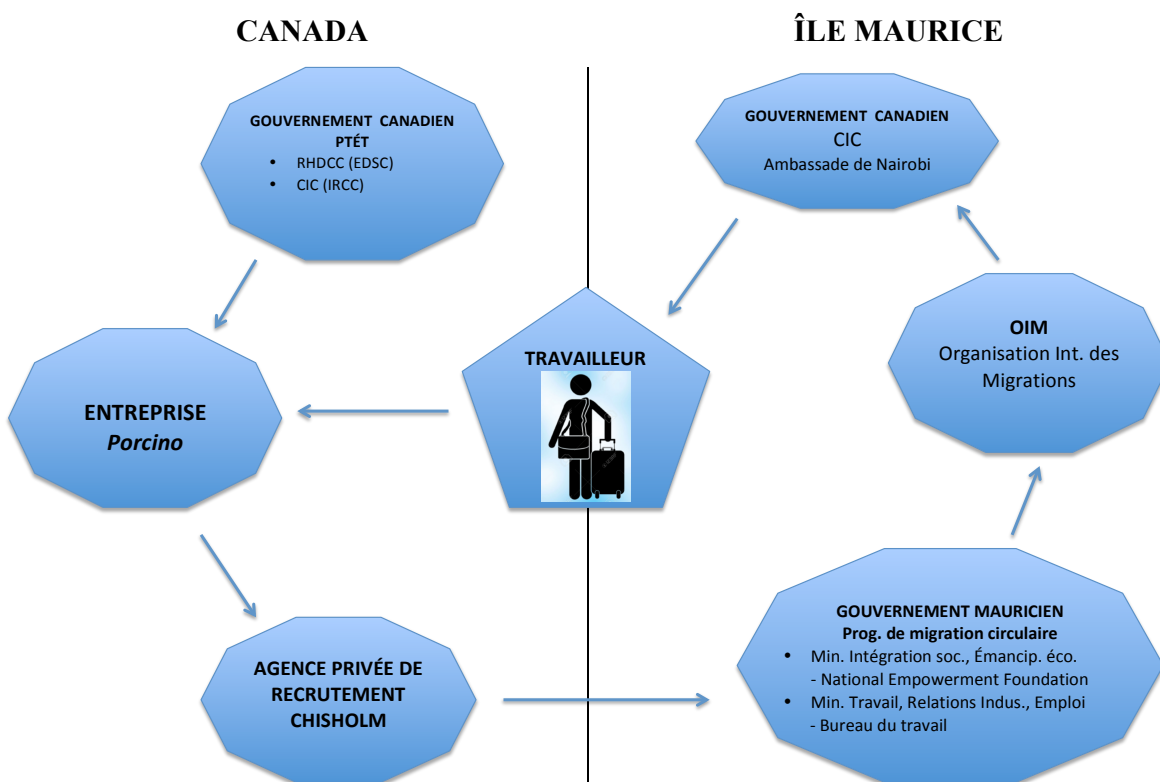 CANADA
ÎLE MAURICE
GOUVERNEMENT CANADIEN
PTÉT
• RHDCC (EDSC)
• CIC (IRCC)
GOUVERNEMENT CANADIEN
CIC
Ambassade de Nairobi
TRAVAILLEUR
OIM
Organisation Int. des
Migrations
ENTREPRISE
Porcino
AGENCE PRIVÉE DE
RECRUTEMENT
CHISHOLM
GOUVERNEMENT MAURICIEN
Prog. de migration circulaire
• Min. Intégration soc., Émancip. éco.
- National Empowerment Foundation
• Min. Travail, Relations Indus., Emploi
- Bureau du travail